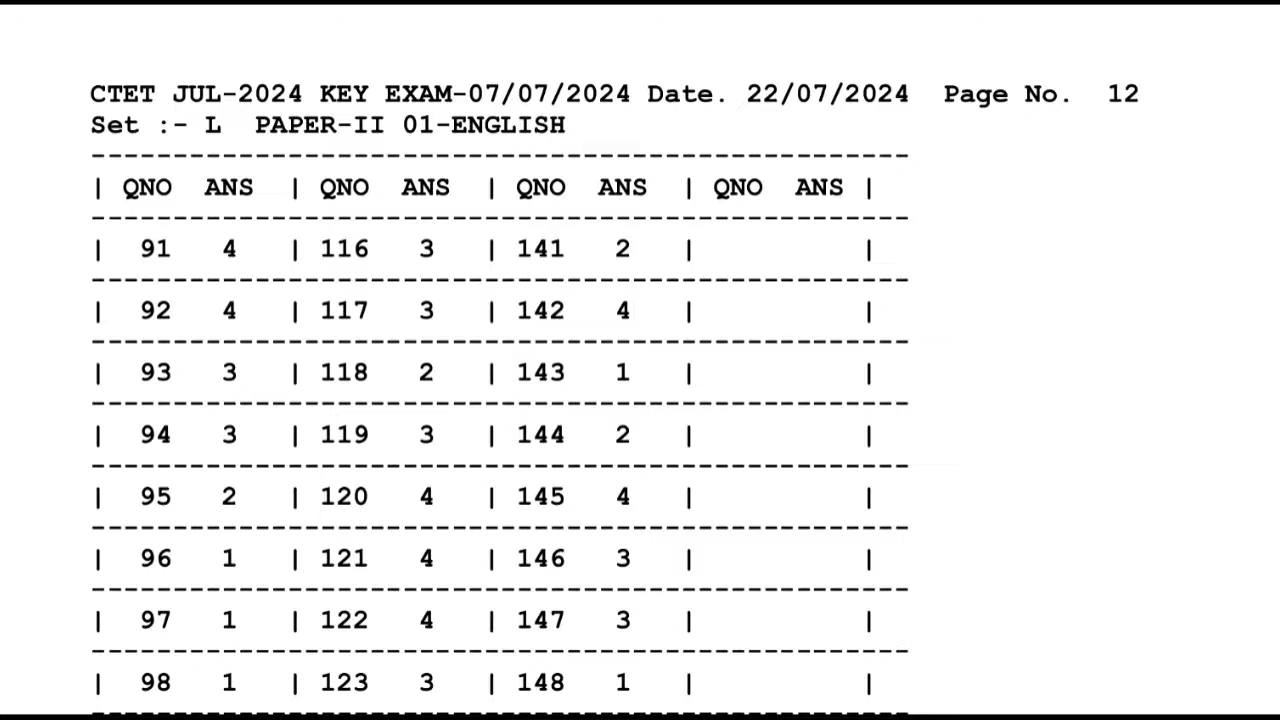 CTET JUL-2024 KEY EXAM-07/07/2024 Date. 22/07/2024 Page No. 12
Set :- L PAPER-II 01-ENGLISH
--------------------------------------------------
| QNO ANS | QNO ANS | QNO ANS | QNO ANS |
--------------------------------------------------
| 91 4 | 116 3 | 141 2 | |
--------------------------------------------------
| 92 4 | 117 3 | 142 4 | |
--------------------------------------------------
| 93 3 | 118 2 | 143 1 | |
--------------------------------------------------
| 94 3 | 119 3 | 144 2 | |
--------------------------------------------------
| 95 2 | 120 4 | 145 4 | |
--------------------------------------------------
| 96 1 | 121 4 | 146 3 | |
--------------------------------------------------
| 97 1 | 122 4 | 147 3 | |
--------------------------------------------------
| 98 1 | 123 3 | 148 1 | |
--------------------------------------------------